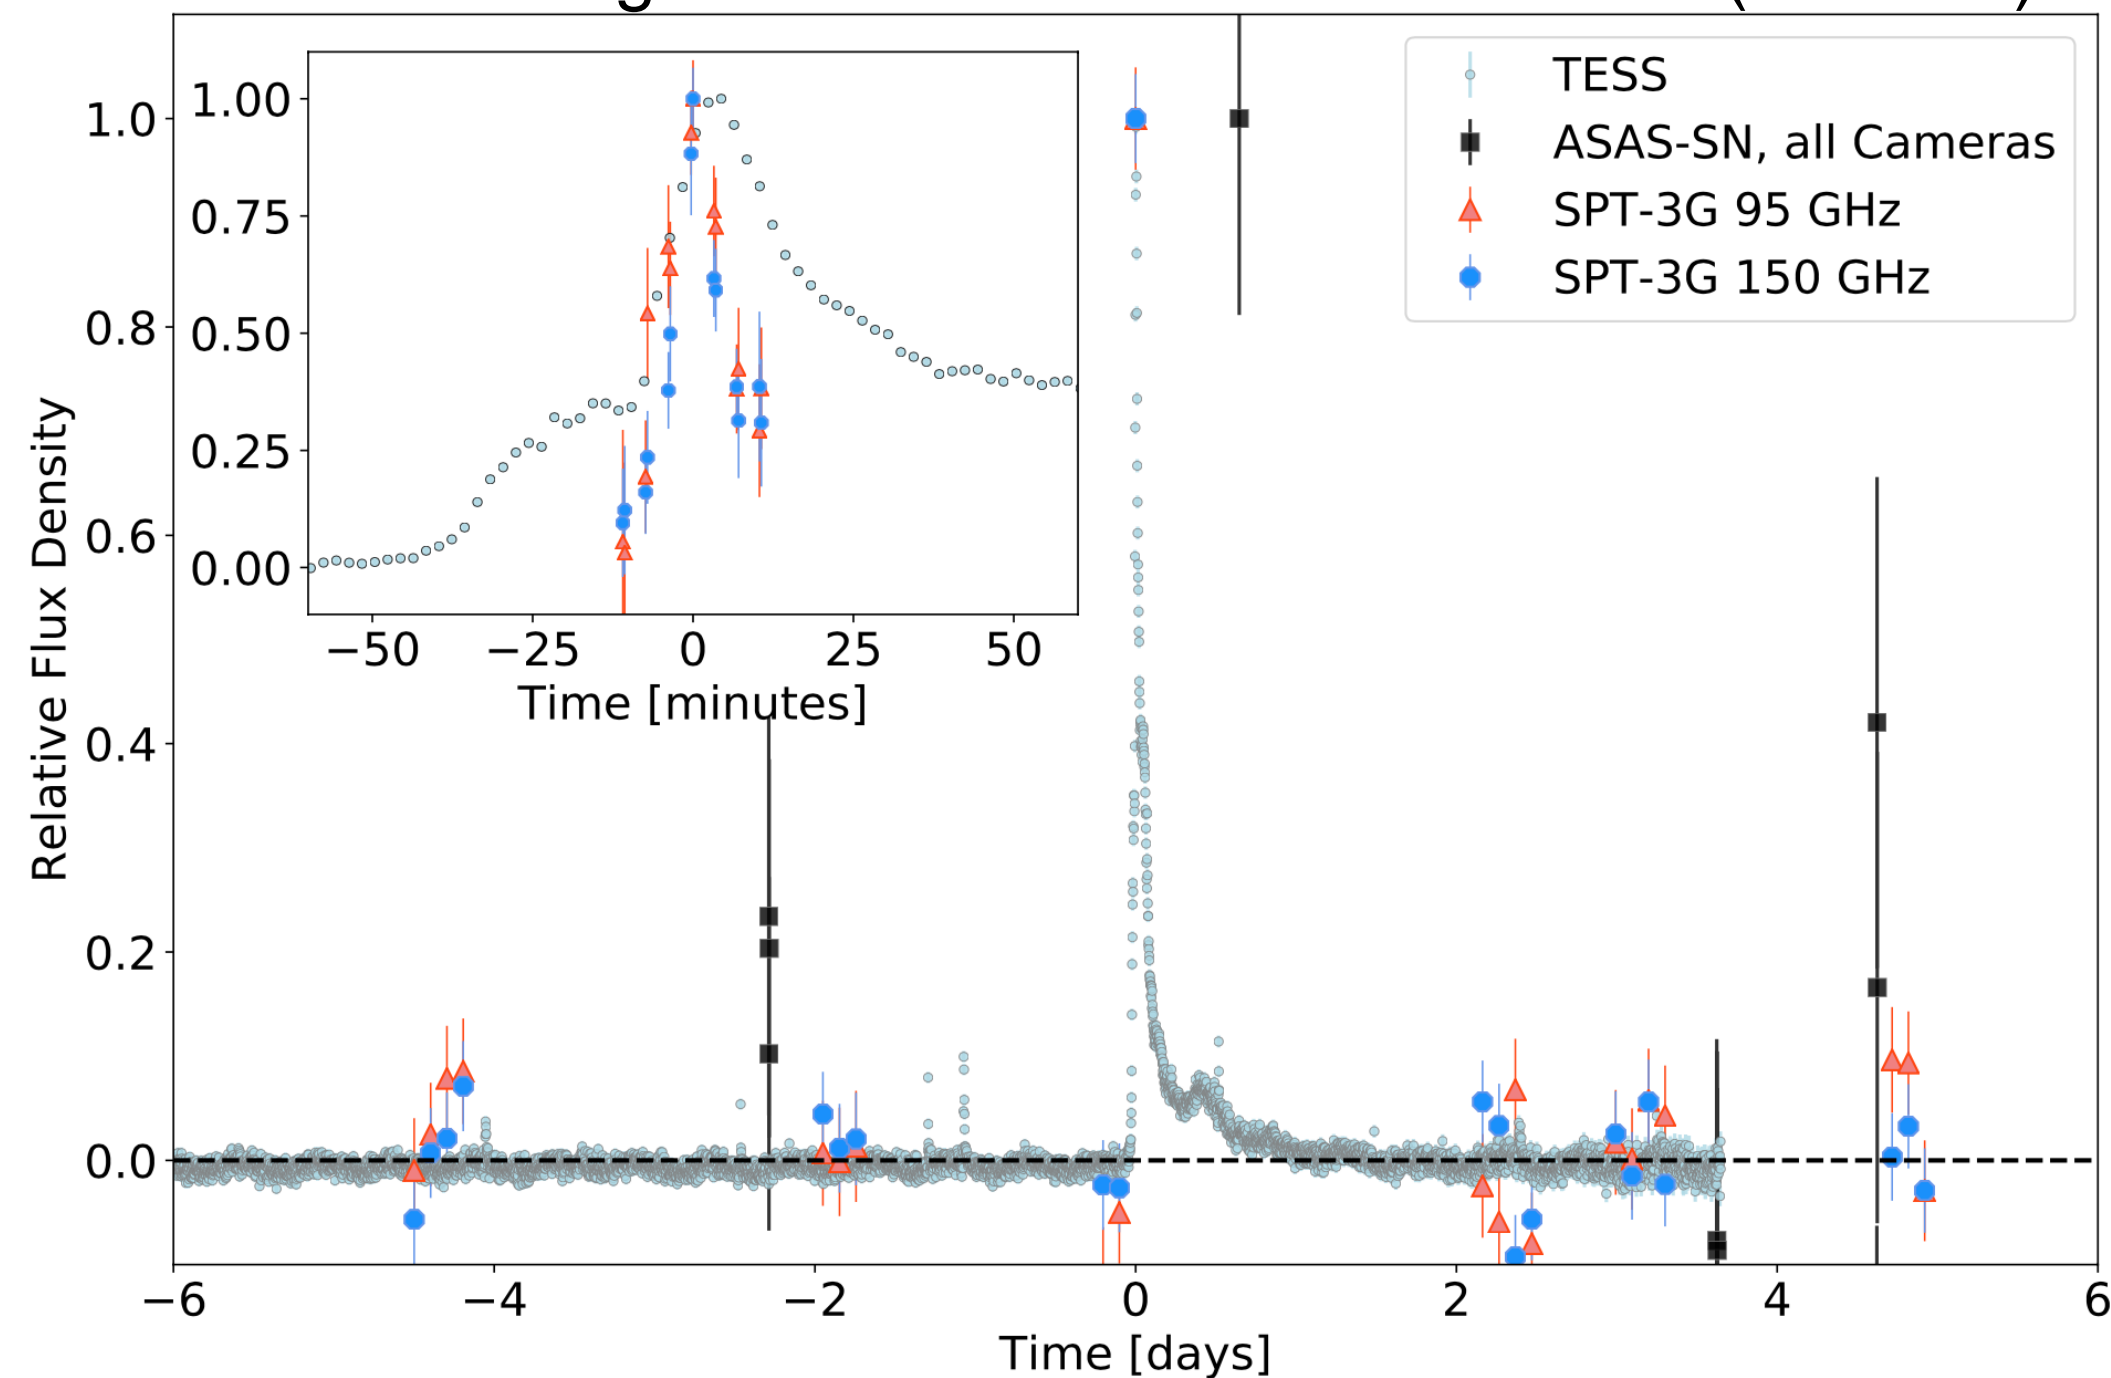 TESS
ASAS-SN, all Cameras
SPT-3G 95 GHz
SPT-3G 150 GHz
1.00
0.75
0.50
0.25
0.00
−50 −25 0 25 50
Time [minutes]
Relative Flux Density
1.0
0.8
0.6
0.4
0.2
0.0
−6 −4 −2 0 2 4 6
Time [days]